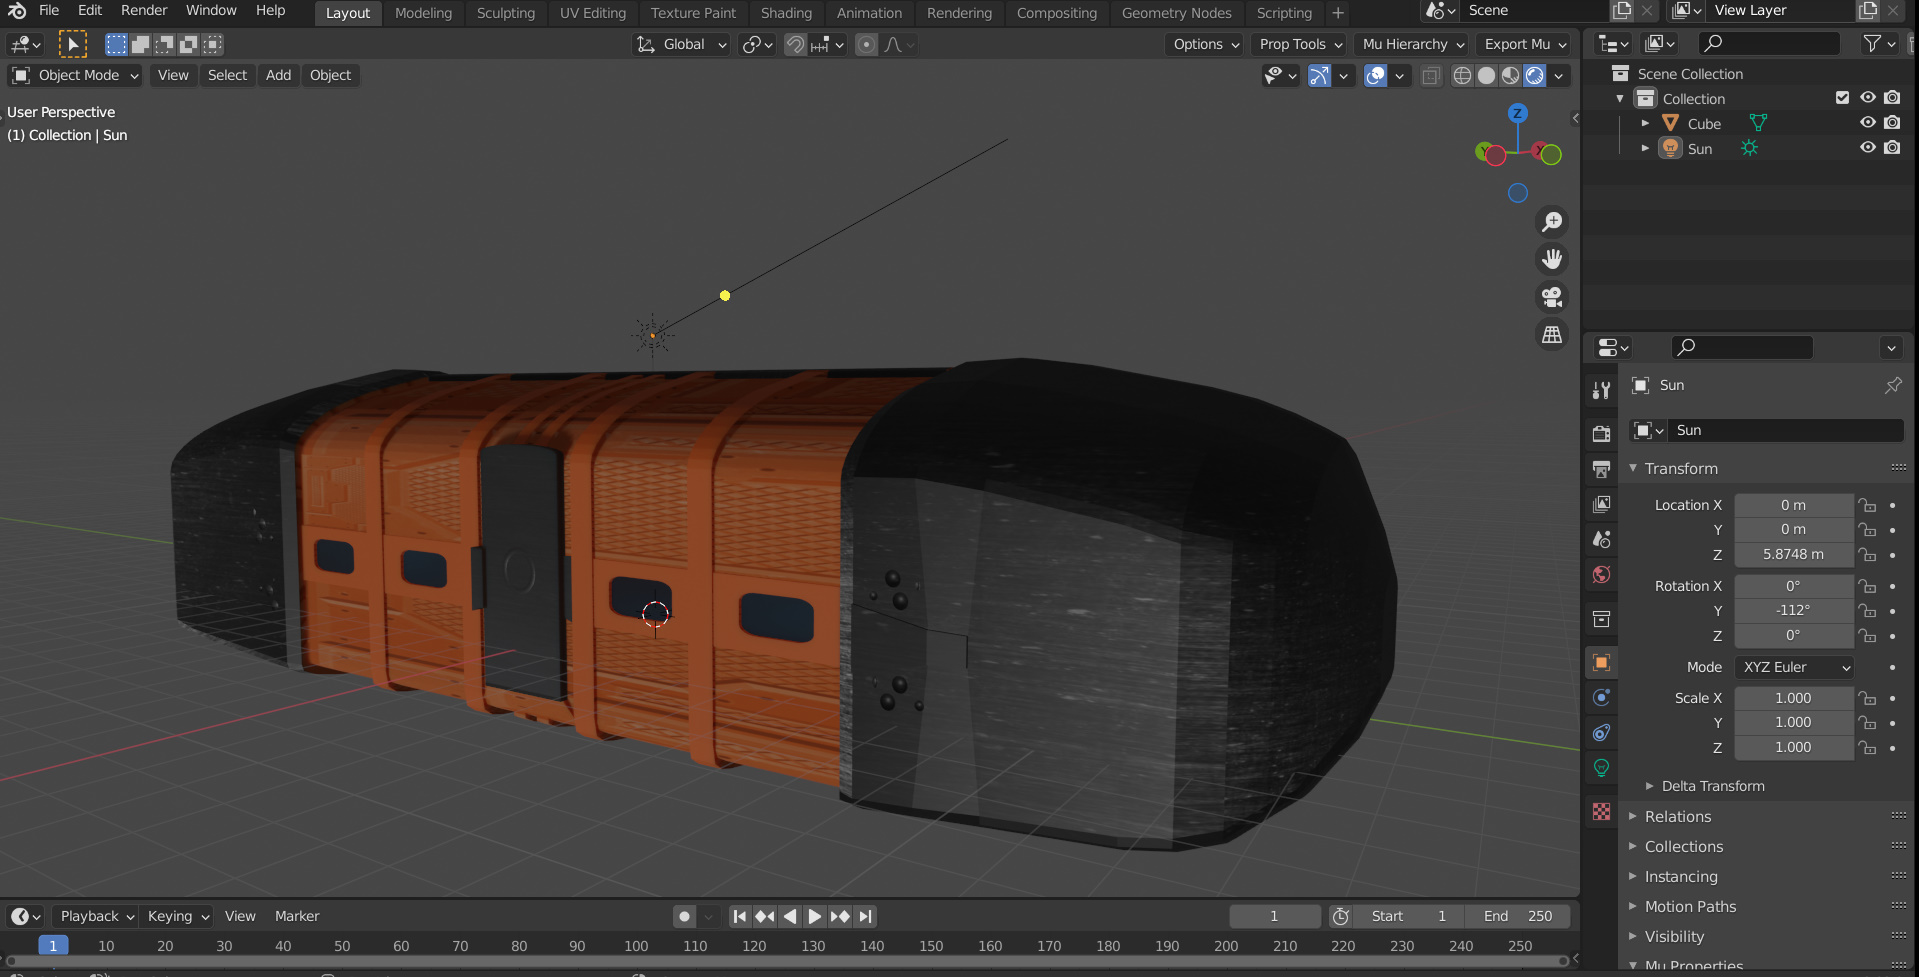 File Edit Render Window Help
Layout Modeling Sculpting UV Editing Texture Paint Shading Animation Rendering Compositing Geometry Nodes Scripting +
Scene
View Layer
Global
Options Prop Tools Mu Hierarchy Export Mu
Object Mode View Select Add Object
User Perspective
(1) Collection | Sun
Z
Y
X
Scene Collection
Collection
Cube
Sun
Sun
Sun
Transform
Location X 0 m
Y 0 m
Z 5.8748 m
Rotation X 0°
Y -112°
Z 0°
Mode XYZ Euler
Scale X 1.000
Y 1.000
Z 1.000
Delta Transform
Relations
Collections
Instancing
Motion Paths
Visibility
Mu Properties
Playback Keying View Marker
1
Start 1
End 250
1 10 20 30 40 50 60 70 80 90 100 110 120 130 140 150 160 170 180 190 200 210 220 230 240 250